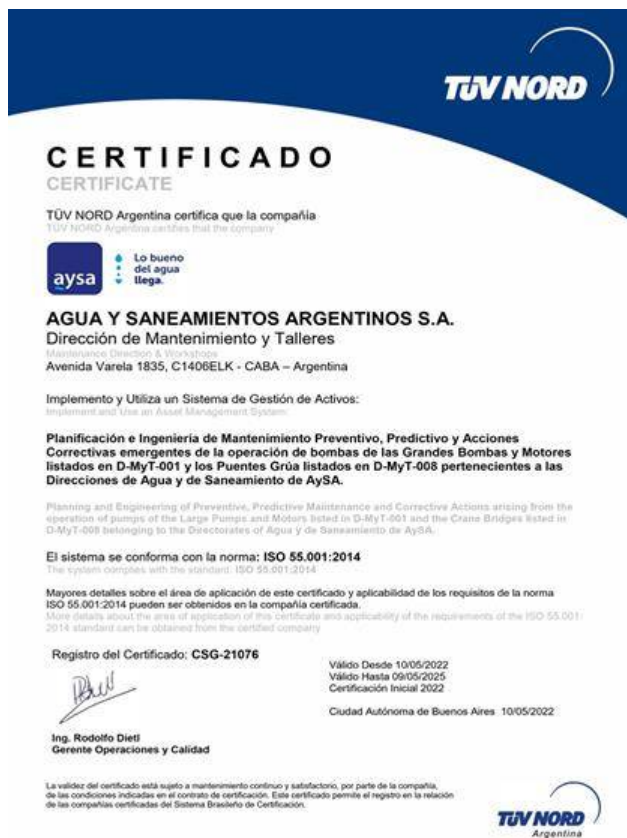 TÜV NORD
CERTIFICADO
CERTIFICATE
TÜV NORD Argentina certifica que la compañía
TÜV NORD Argentina certifies that the company
aysa
Lo bueno
del agua
llega.
AGUA Y SANEAMIENTOS ARGENTINOS S.A.
Dirección de Mantenimiento y Talleres
Maintenance Direction & Workshops
Avenida Varela 1835, C1406ELK - CABA – Argentina
Implemento y Utiliza un Sistema de Gestión de Activos:
Implement and Use an Asset Management System:
Planificación e Ingeniería de Mantenimiento Preventivo, Predictivo y Acciones
Correctivas emergentes de la operación de bombas de las Grandes Bombas y Motores
listados en D-MyT-001 y los Puentes Grúa listados en D-MyT-008 pertenecientes a las
Direcciones de Agua y de Saneamiento de AySA.
Planning and Engineering of Preventive, Predictive Maintenance and Corrective Actions arising from the
operation of pumps of the Large Pumps and Motors listed in D-MyT-001 and the Crane Bridges listed in
D-MyT-008 belonging to the Directorates of Agua y de Saneamiento de AySA.
El sistema se conforma con la norma: ISO 55.001:2014
The system complies with the standard: ISO 55.001:2014
Mayores detalles sobre el área de aplicación de este certificado y aplicabilidad de los requisitos de la norma
ISO 55.001:2014 pueden ser obtenidos en la compañía certificada.
More details about the area of application of this certificate and applicability of the requirements of the ISO 55.001:
2014 standard can be obtained from the certified company
Registro del Certificado: CSG-21076
Válido Desde 10/05/2022
Válido Hasta 09/05/2025
Certificación Inicial 2022
Ciudad Autónoma de Buenos Aires 10/05/2022
Ing. Rodolfo Dietl
Gerente Operaciones y Calidad
La validez del certificado está sujeto a mantenimiento continuo y satisfactorio, por parte de la compañía,
de las condiciones indicadas en el contrato de certificación. Este certificado permite el registro en la relación
de las compañías certificadas del Sistema Brasileño de Certificación.
TÜV NORD
Argentina